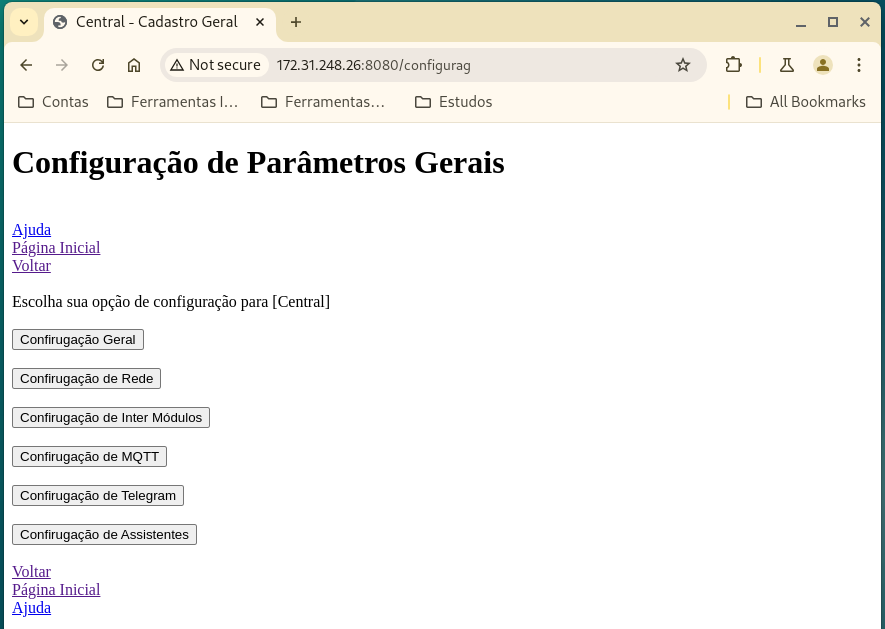 Central - Cadastro Geral
Not secure 172.31.248.26:8080/configurag
Contas Ferramentas I... Ferramentas... Estudos All Bookmarks
Configuração de Parâmetros Gerais
Ajuda
Página Inicial
Voltar
Escolha sua opção de configuração para [Central]
Confirugação Geral
Confirugação de Rede
Confirugação de Inter Módulos
Confirugação de MQTT
Confirugação de Telegram
Confirugação de Assistentes
Voltar
Página Inicial
Ajuda